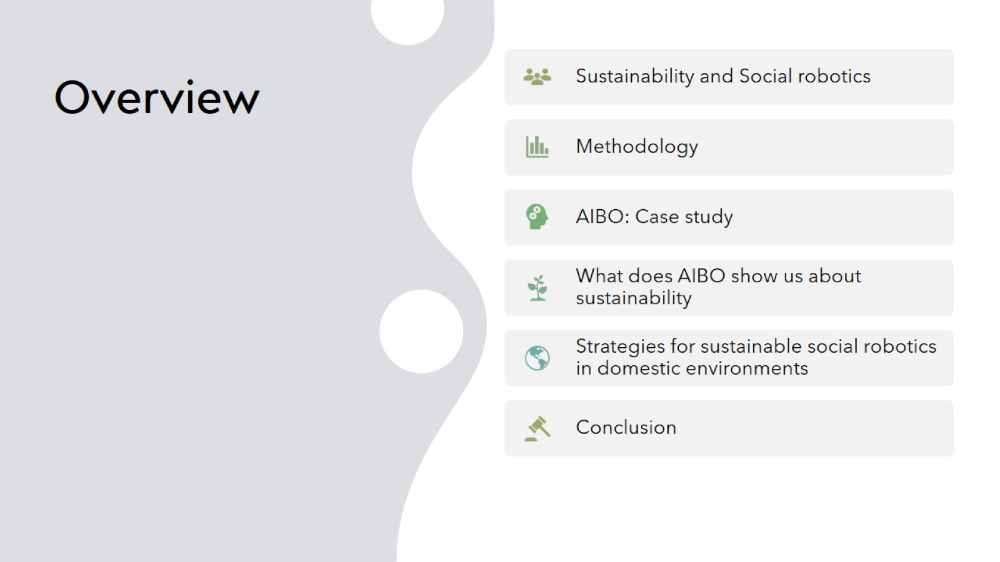 Overview
Sustainability and Social robotics
Methodology
AIBO: Case study
What does AIBO show us about
sustainability
Strategies for sustainable social robotics
in domestic environments
Conclusion